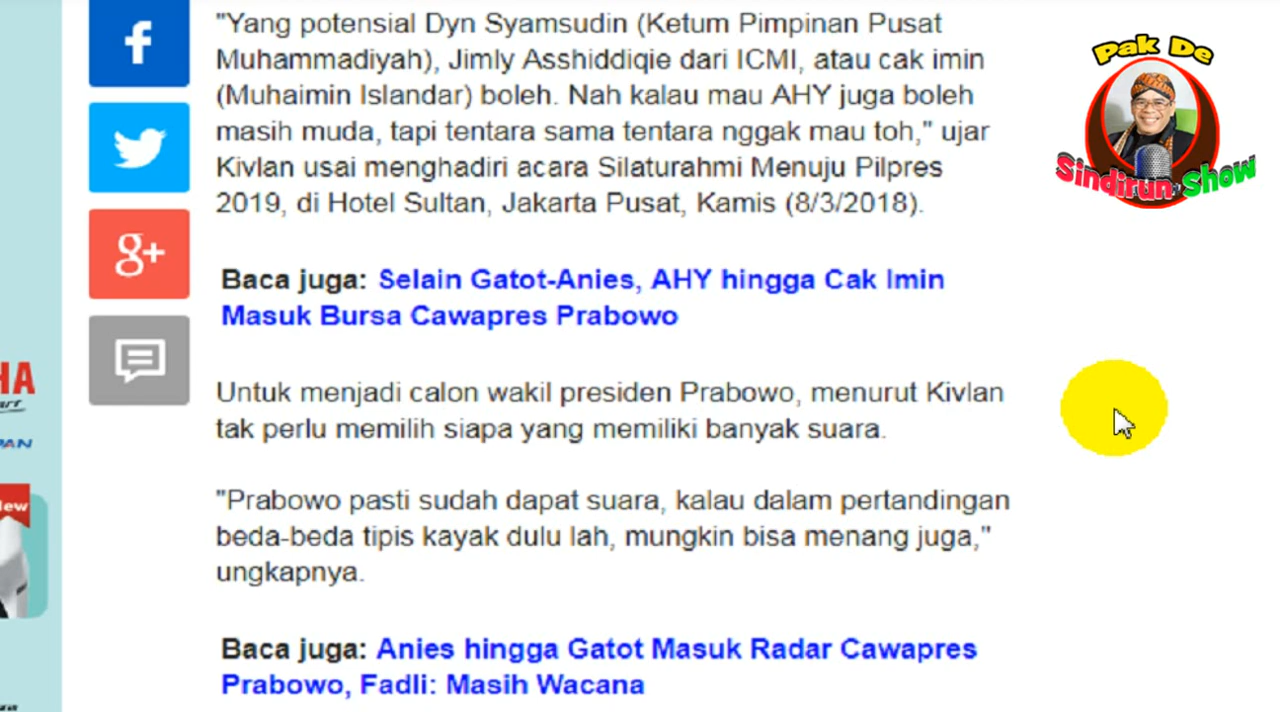 "Yang potensial Dyn Syamsudin (Ketum Pimpinan Pusat
Muhammadiyah), Jimly Asshiddiqie dari ICMI, atau cak imin
(Muhaimin Islandar) boleh. Nah kalau mau AHY juga boleh
masih muda, tapi tentara sama tentara nggak mau toh," ujar
Kivlan usai menghadiri acara Silaturahmi Menuju Pilpres
2019, di Hotel Sultan, Jakarta Pusat, Kamis (8/3/2018).
Baca juga: Selain Gatot-Anies, AHY hingga Cak Imin
Masuk Bursa Cawapres Prabowo
Untuk menjadi calon wakil presiden Prabowo, menurut Kivlan
tak perlu memilih siapa yang memiliki banyak suara.
"Prabowo pasti sudah dapat suara, kalau dalam pertandingan
beda-beda tipis kayak dulu lah, mungkin bisa menang juga,"
ungkapnya.
Baca juga: Anies hingga Gatot Masuk Radar Cawapres
Prabowo, Fadli: Masih Wacana
Pak De
Sindirun Show
f
g+